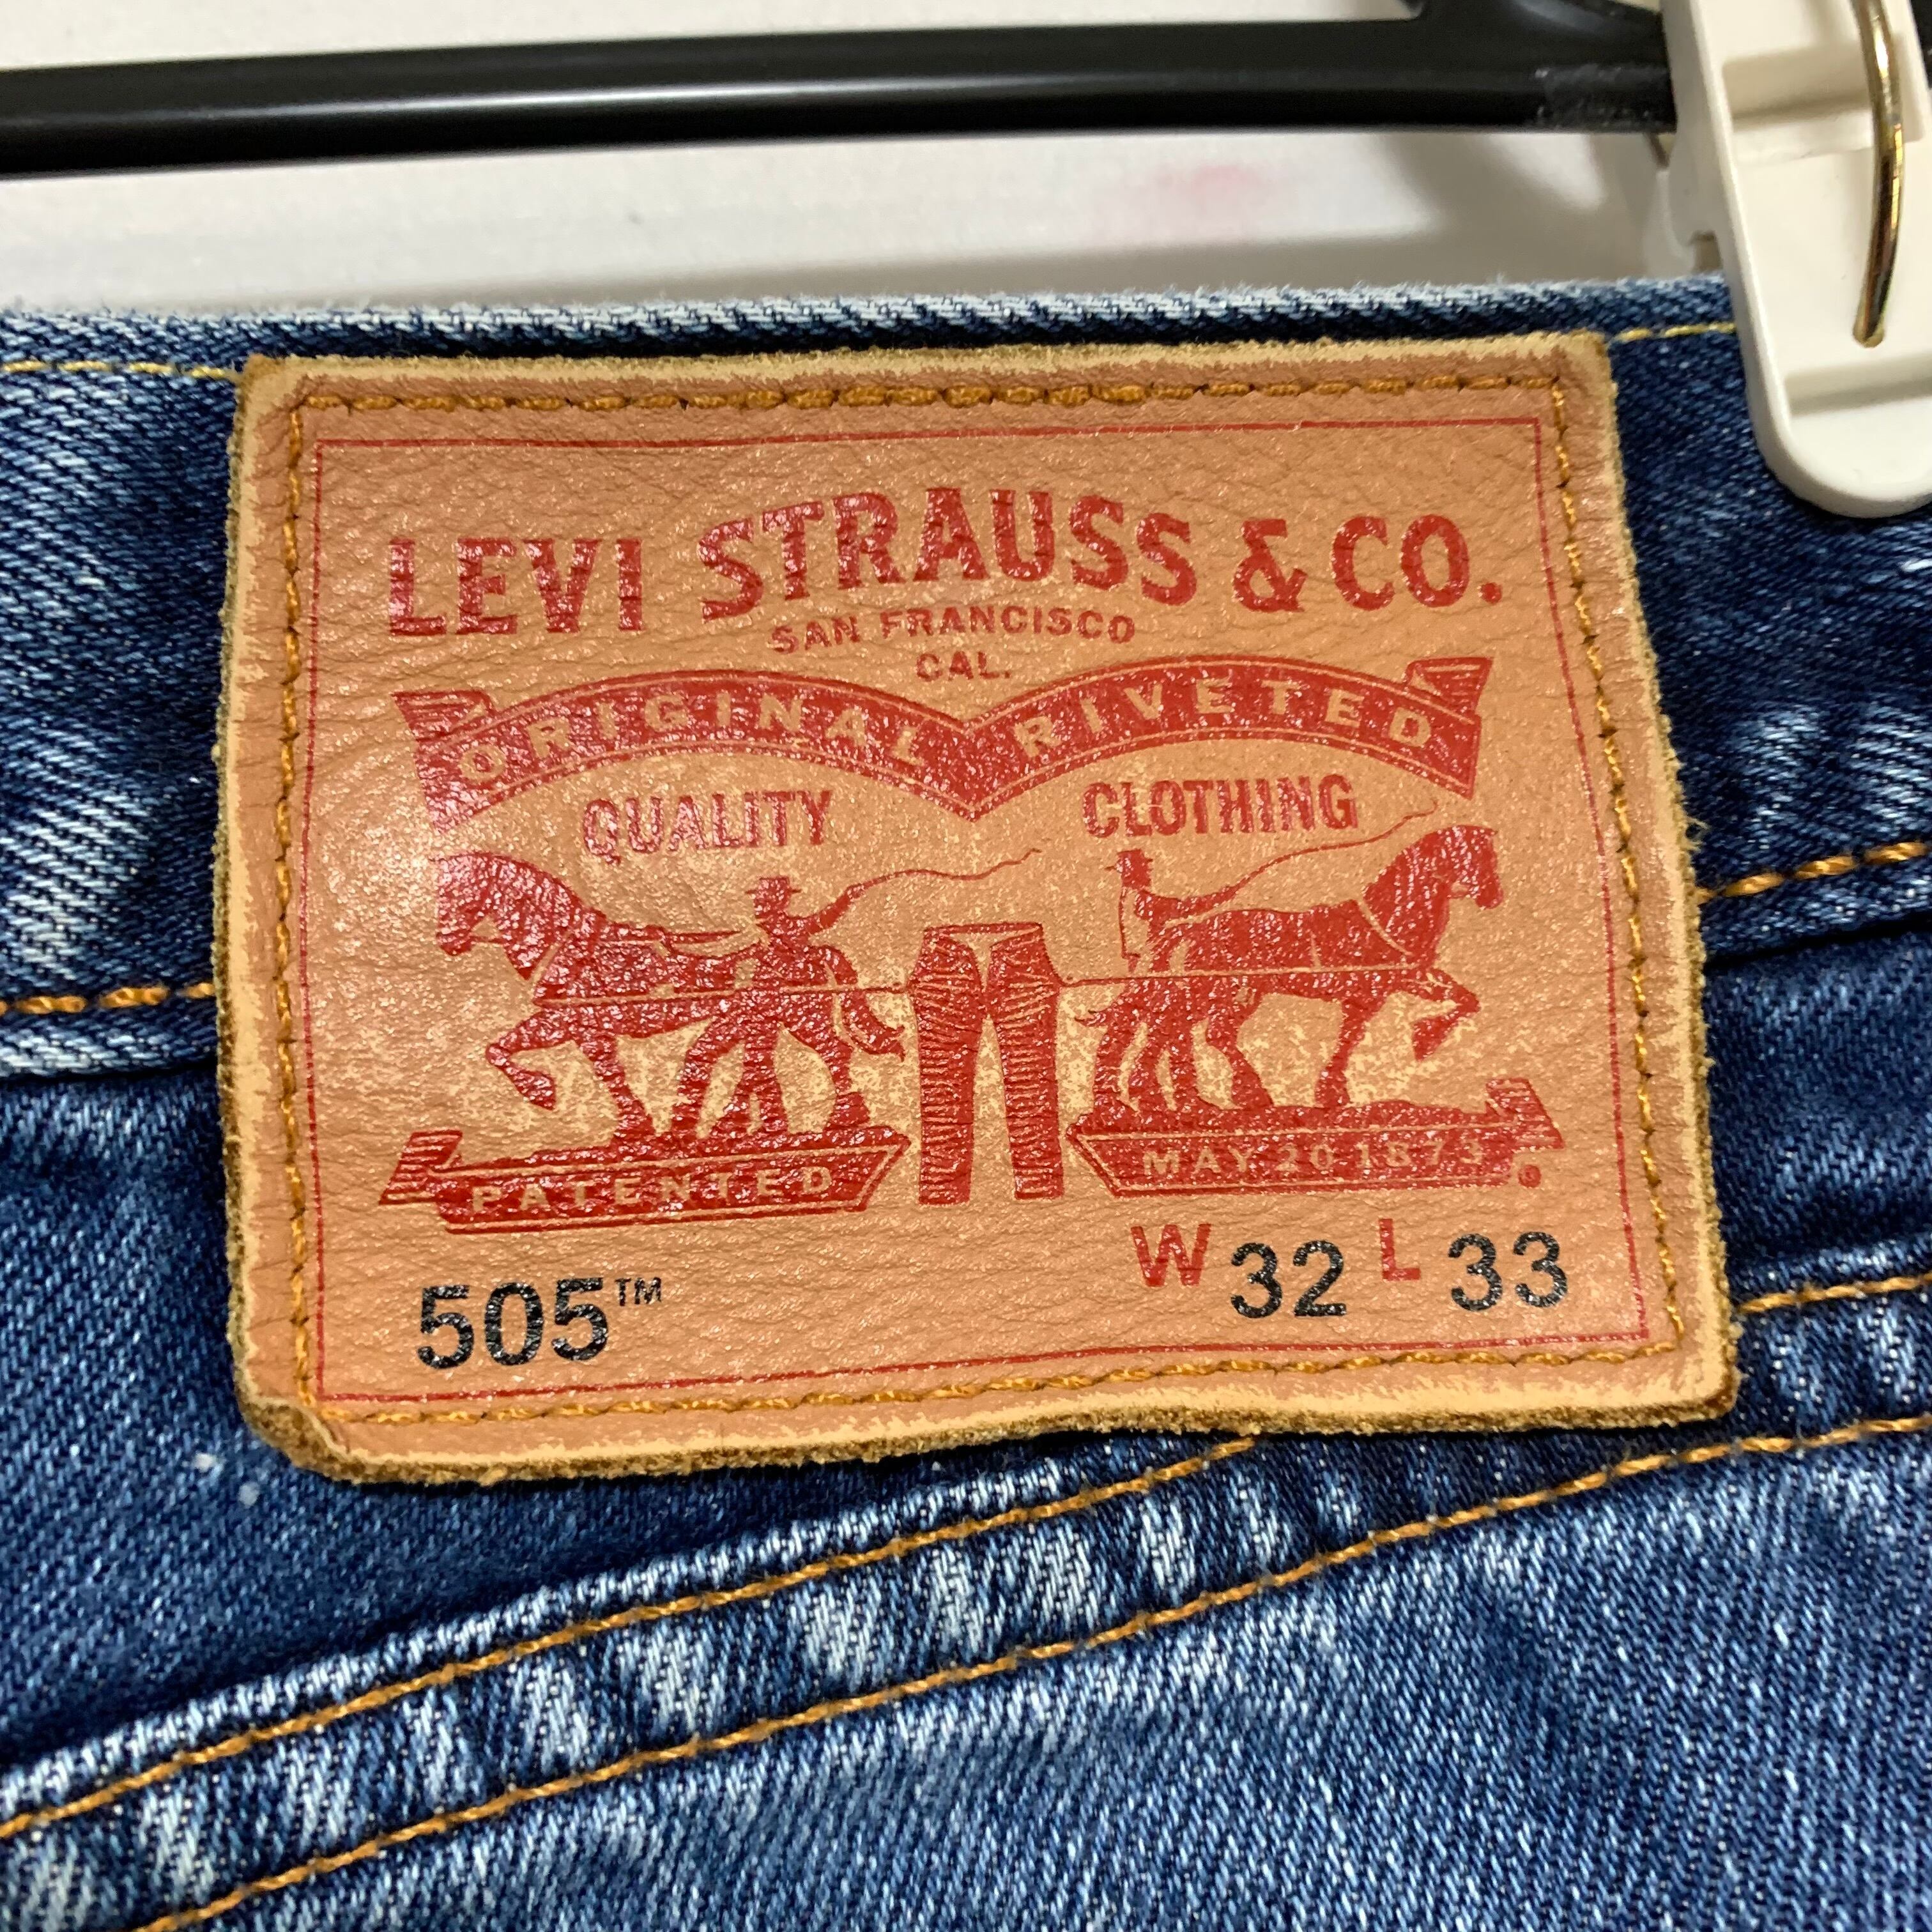 LEVI STRAUSS & CO.
SAN FRANCISCO
CAL.
ORIGINAL RIVETED
QUALITY CLOTHING
PATENTED MAY 20 1873
505™ W 32 L 33